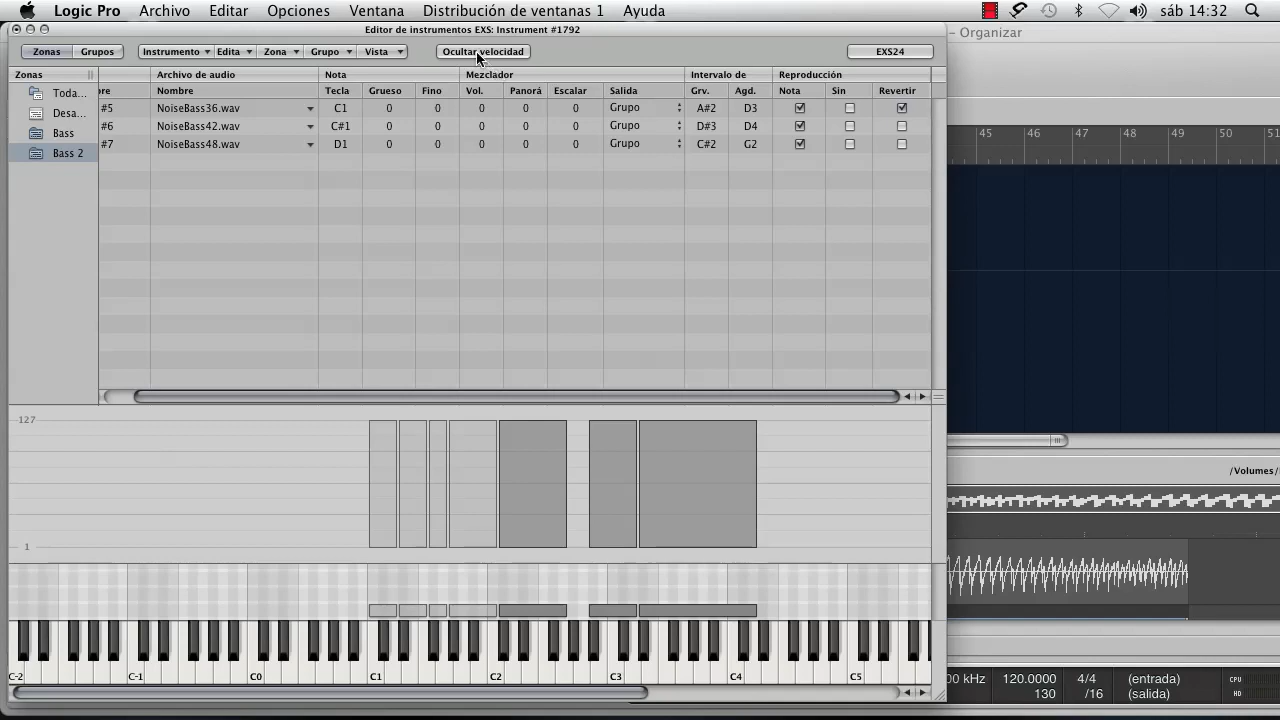 Logic Pro Archivo Editar Opciones Ventana Distribución de ventanas 1 Ayuda sáb 14:32
Editor de instrumentos EXS: Instrument #1792
– Organizar
Zonas Grupos Instrumento Edita Zona Grupo Vista Ocultar velocidad EXS24
Zonas Archivo de audio Nota Mezclador Intervalo de Reproducción
re Nombre Tecla Grueso Fino Vol. Panorá Escalar Salida Grv. Agd. Nota Sin Revertir
Toda...
#5 NoiseBass36.wav C1 0 0 0 0 0 Grupo A#2 D3
Desa...
#6 NoiseBass42.wav C#1 0 0 0 0 0 Grupo D#3 D4
Bass
#7 NoiseBass48.wav D1 0 0 0 0 0 Grupo C#2 G2
Bass 2
45 46 47 48 49 50 51
127
1
/Volumes/
C-2 C-1 C0 C1 C2 C3 C4 C5
00 kHz 120.0000 4/4 (entrada) CPU
130 /16 (salida) HD